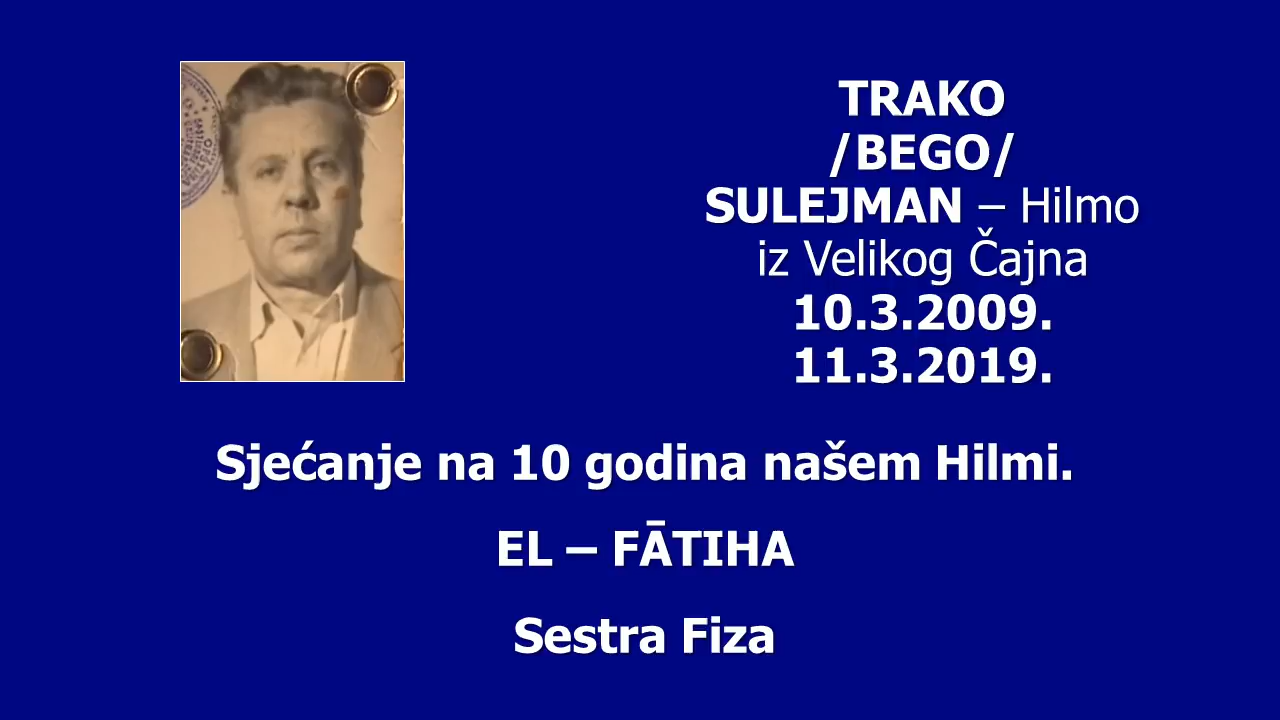 TRAKO
/BEGO/
SULEJMAN – Hilmo
iz Velikog Čajna
10.3.2009.
11.3.2019.
Sjećanje na 10 godina našem Hilmi.
EL – FĀTIHA
Sestra Fiza